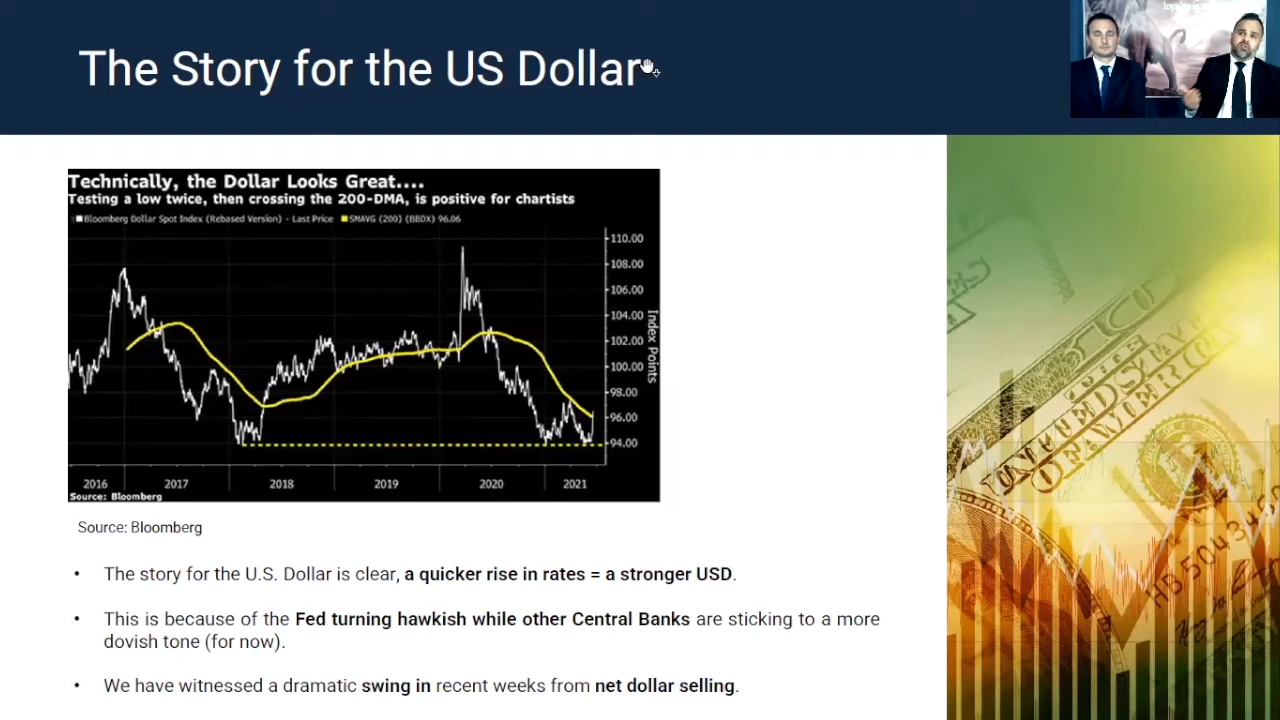 The Story for the US Dollar
Technically, the Dollar Looks Great....
Testing a low twice, then crossing the 200-DMA, is positive for chartists
Bloomberg Dollar Spot Index (Rebased Version) - Last Price SMAVG (200) (BBDX) 96.06
110.00
108.00
106.00
104.00
102.00
100.00
98.00
96.00
94.00
Index Points
2016 2017 2018 2019 2020 2021
Source: Bloomberg
Source: Bloomberg
• The story for the U.S. Dollar is clear, a quicker rise in rates = a stronger USD.
• This is because of the Fed turning hawkish while other Central Banks are sticking to a more
dovish tone (for now).
• We have witnessed a dramatic swing in recent weeks from net dollar selling.